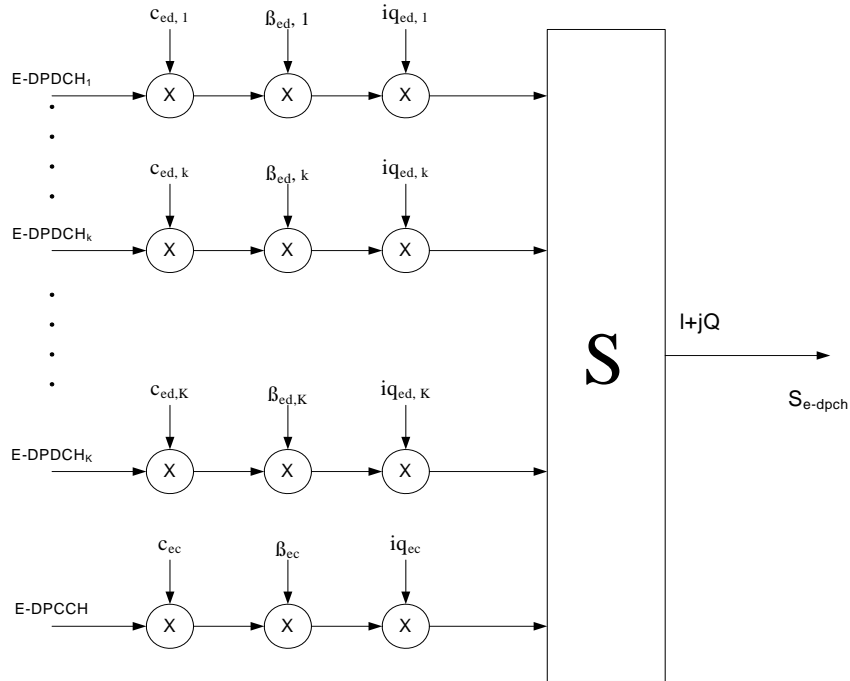 c_ed, 1 ß_ed, 1 iq_ed, 1
E-DPDCH_1 X X X
c_ed, k ß_ed, k iq_ed, k
E-DPDCH_k X X X
S
I+jQ
S_e-dpch
c_ed,K ß_ed,K iq_ed, K
E-DPDCH_K X X X
c_ec ß_ec iq_ec
E-DPCCH X X X